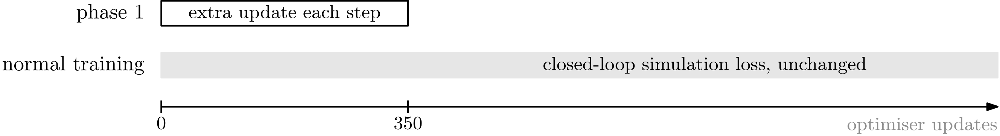 phase 1
extra update each step
normal training
closed-loop simulation loss, unchanged
0
350
optimiser updates